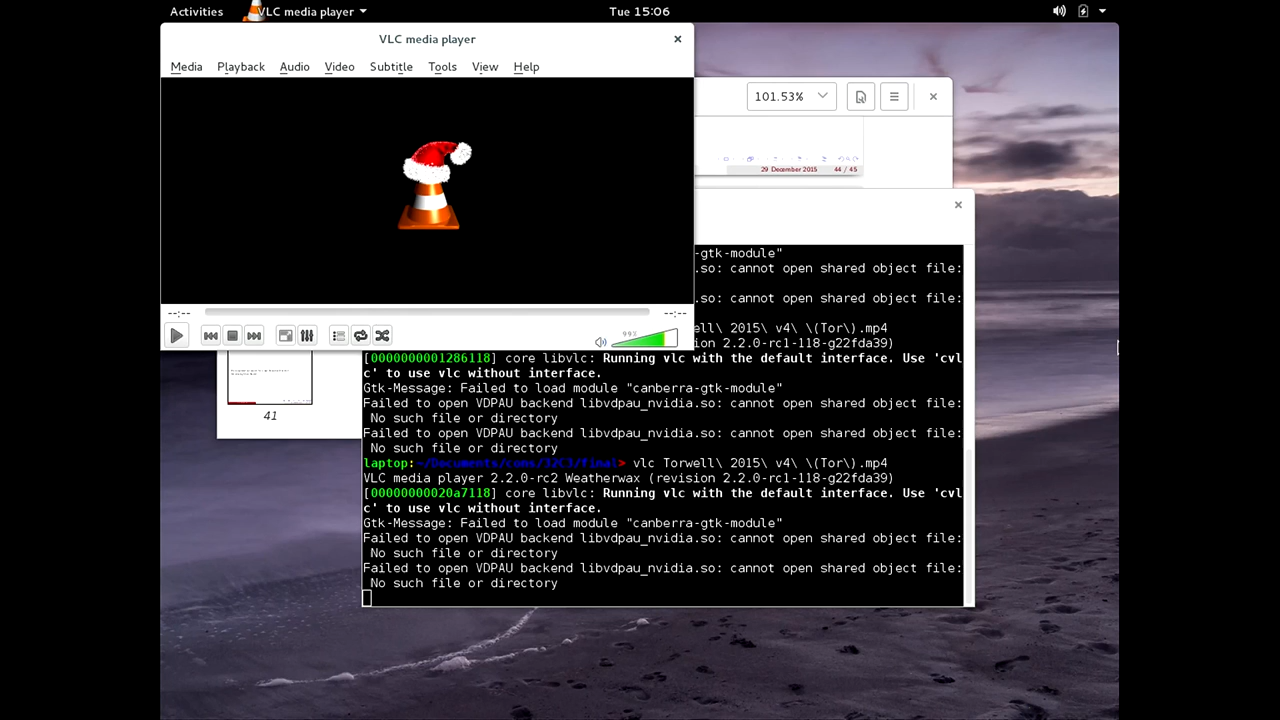 Activities
VLC media player
Tue 15:06
VLC media player
Media Playback Audio Video Subtitle Tools View Help
101.53%
29 December 2015 44 / 45
--:-- --:--
99%
41
-gtk-module"
.so: cannot open shared object file:
.so: cannot open shared object file:
ell\ 2015\ v4\ \(Tor\).mp4
ision 2.2.0-rc1-118-g22fda39)
[0000000001286118] core libvlc: Running vlc with the default interface. Use 'cvl
c' to use vlc without interface.
Gtk-Message: Failed to load module "canberra-gtk-module"
Failed to open VDPAU backend libvdpau_nvidia.so: cannot open shared object file:
No such file or directory
Failed to open VDPAU backend libvdpau_nvidia.so: cannot open shared object file:
No such file or directory
laptop:~/Documents/coms/32C3/final> vlc Torwell\ 2015\ v4\ \(Tor\).mp4
VLC media player 2.2.0-rc2 Weatherwax (revision 2.2.0-rc1-118-g22fda39)
[00000000020a7118] core libvlc: Running vlc with the default interface. Use 'cvl
c' to use vlc without interface.
Gtk-Message: Failed to load module "canberra-gtk-module"
Failed to open VDPAU backend libvdpau_nvidia.so: cannot open shared object file:
No such file or directory
Failed to open VDPAU backend libvdpau_nvidia.so: cannot open shared object file:
No such file or directory